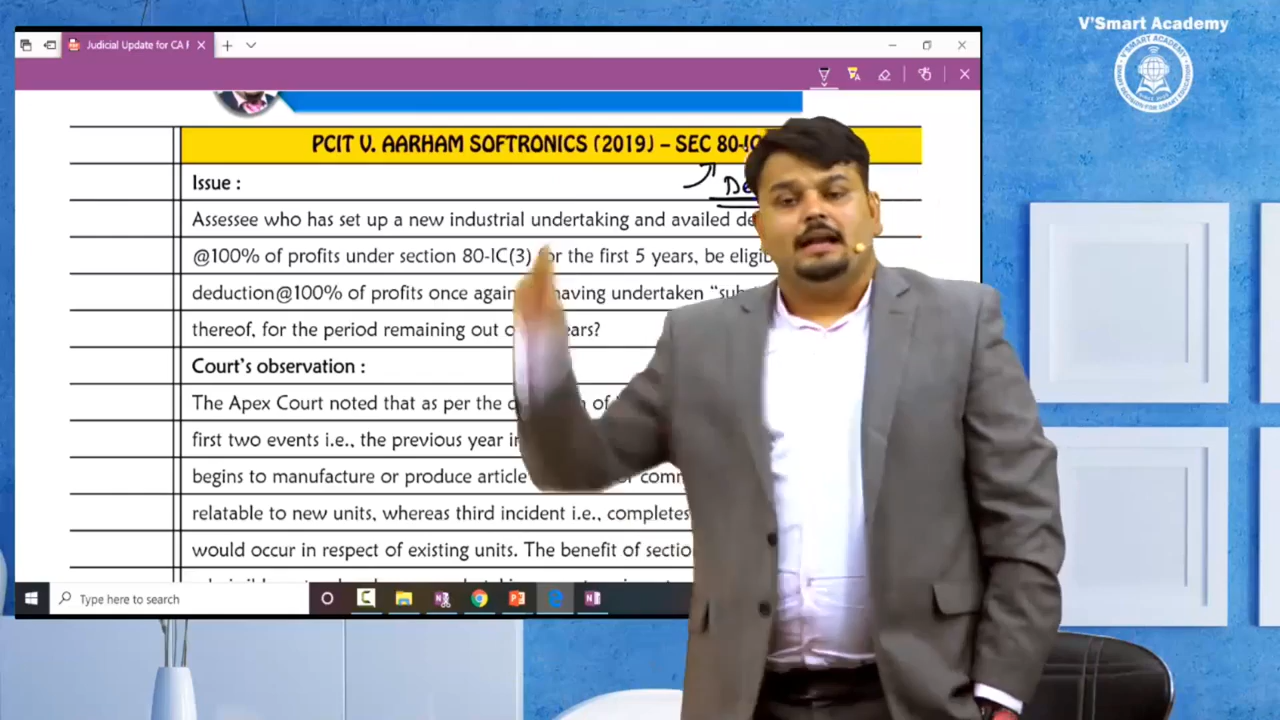 V'Smart Academy
Judicial Update for CA F
PCIT V. AARHAM SOFTRONICS (2019) – SEC 80-IC
Issue :
De
Assessee who has set up a new industrial undertaking and availed de
@100% of profits under section 80-IC(3) for the first 5 years, be eligib
deduction@100% of profits once again having undertaken “sub
thereof, for the period remaining out o ears?
Court's observation :
The Apex Court noted that as per the d n of
first two events i.e., the previous year i
begins to manufacture or produce article or comm
relatable to new units, whereas third incident i.e., completes
would occur in respect of existing units. The benefit of sectio
Type here to search